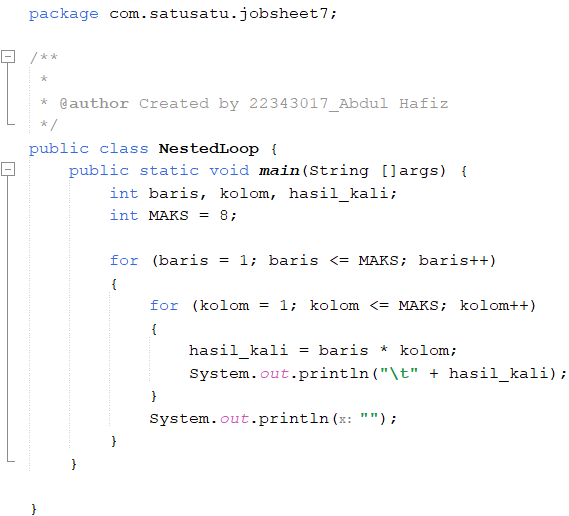 package com.satusatu.jobsheet7;
/**
 *
 * @author Created by 22343017_Abdul Hafiz
 */
public class NestedLoop {
    public static void main(String []args) {
        int baris, kolom, hasil_kali;
        int MAKS = 8;
        for (baris = 1; baris <= MAKS; baris++)
        {
            for (kolom = 1; kolom <= MAKS; kolom++)
            {
                hasil_kali = baris * kolom;
                System.out.println("\t" + hasil_kali);
            }
            System.out.println(x: "");
        }
    }
}